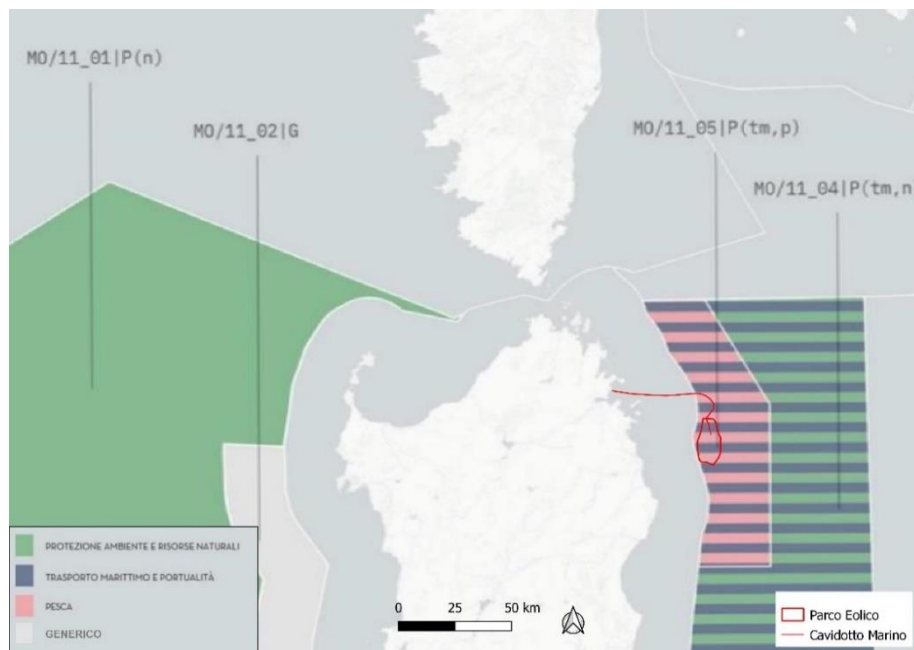 MO/11_01|P(n)
MO/11_02|G
MO/11_05|P(tm,p)
MO/11_04|P(tm,n
PROTEZIONE AMBIENTE E RISORSE NATURALI
TRASPORTO MARITTIMO E PORTUALITÀ
PESCA
GENERICO
0 25 50 km
Parco Eolico
Cavidotto Marino